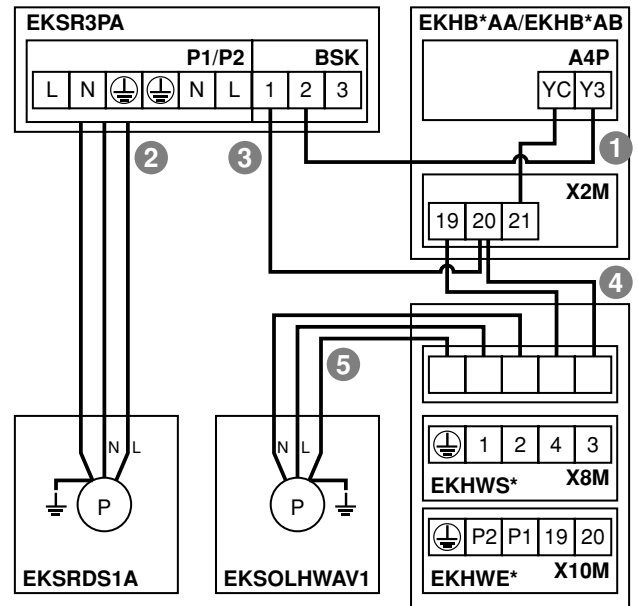 EKSR3PA
P1/P2 BSK
L N N L 1 2 3
EKHB*AA/EKHB*AB
A4P
YC Y3
1
2
3
X2M
19 20 21
4
5
N L
P
EKSRDS1A
N L
P
EKSOLHWAV1
1 2 4 3
EKHWS* X8M
P2 P1 19 20
EKHWE* X10M